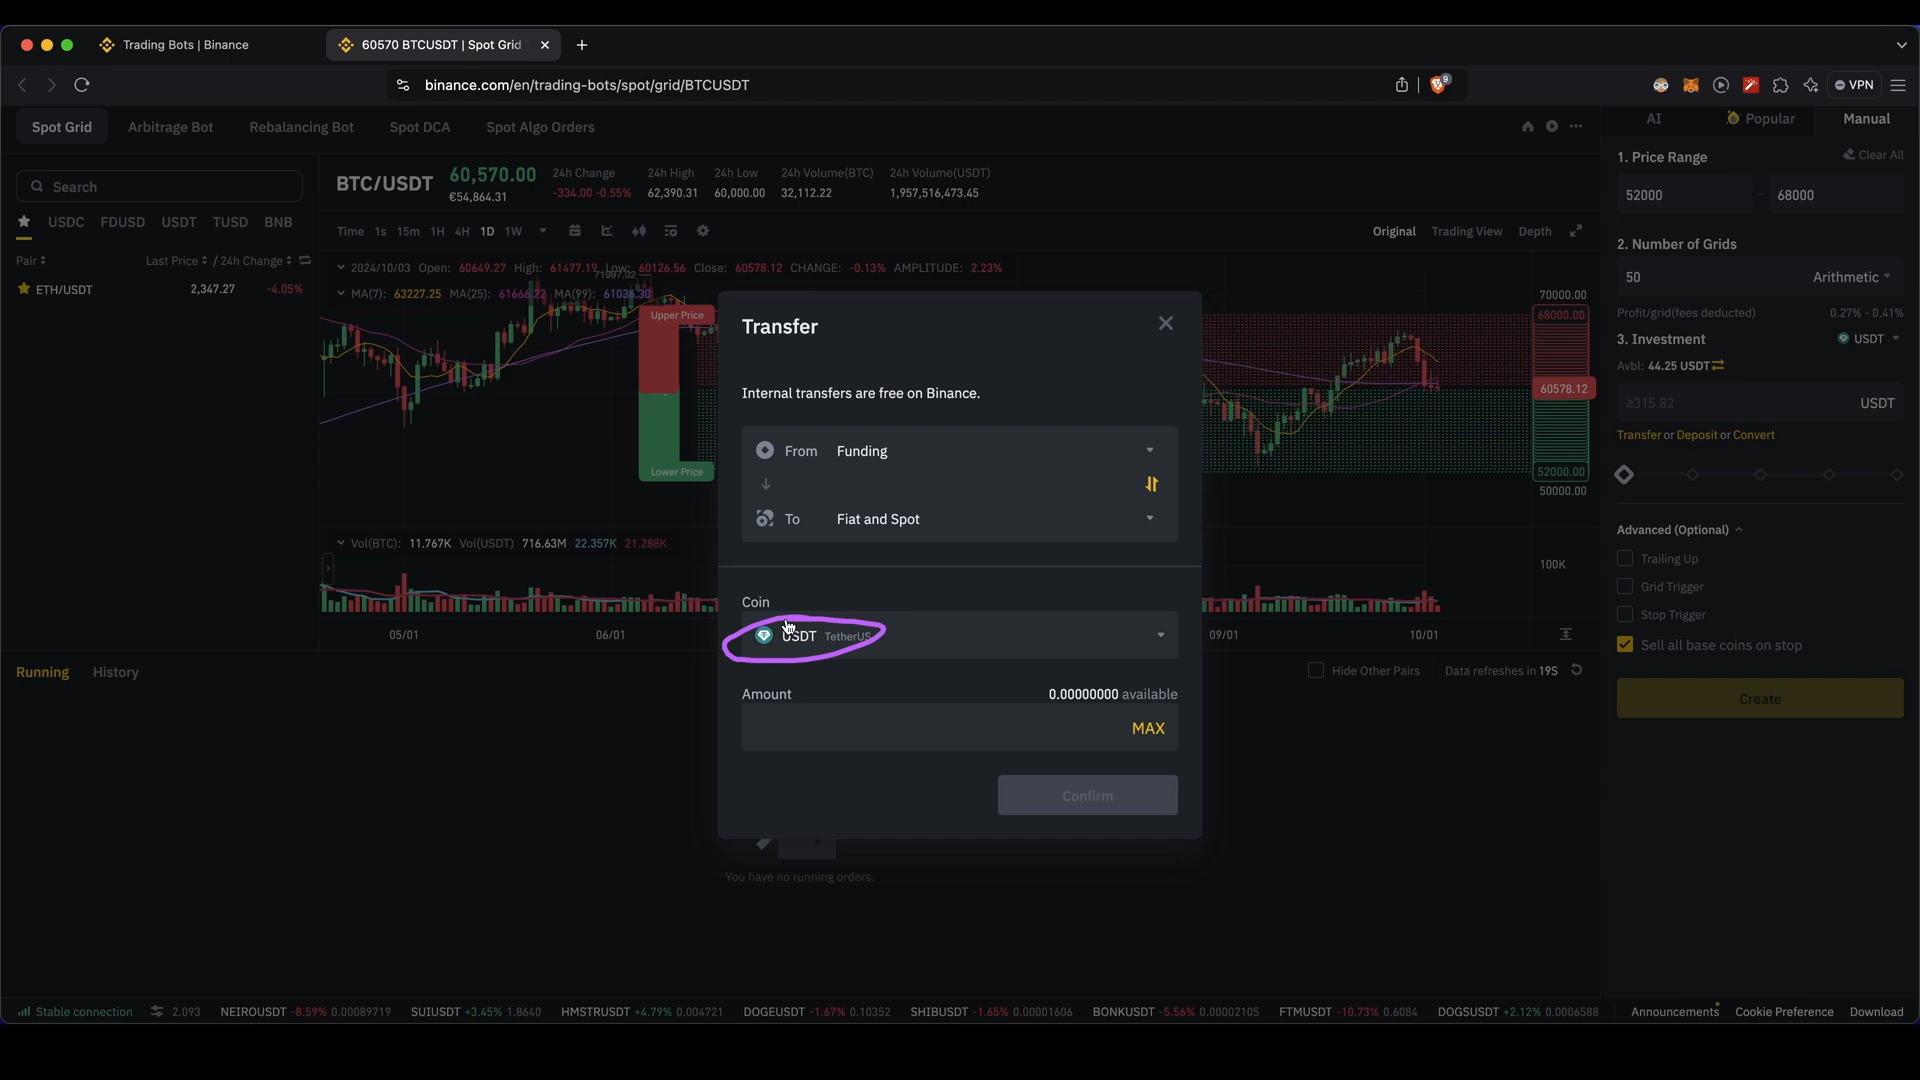 Trading Bots | Binance
60570 BTCUSDT | Spot Grid
binance.com/en/trading-bots/spot/grid/BTCUSDT
9
VPN
Spot Grid Arbitrage Bot Rebalancing Bot Spot DCA Spot Algo Orders
AI Popular Manual
Search
BTC/USDT 60,570.00
€54,864.31
24h Change 24h High 24h Low 24h Volume(BTC) 24h Volume(USDT)
-334.00 -0.55% 62,390.31 60,000.00 32,112.22 1,957,516,473.45
USDC FDUSD USDT TUSD BNB
Pair Last Price / 24h Change
ETH/USDT 2,347.27 -4.05%
Time 1s 15m 1H 4H 1D 1W
Original Trading View Depth
2024/10/03 Open: 60649.27 High: 61477.19 Low: 60126.56 Close: 60578.12 CHANGE: -0.13% AMPLITUDE: 2.23%
71997.02
MA(7): 63227.25 MA(25): 61666.22 MA(99): 61036.30
Upper Price
Lower Price
70000.00
68000.00
60578.12
52000.00
50000.00
Vol(BTC): 11.767K Vol(USDT) 716.63M 22.357K 21.288K
100K
05/01 06/01 09/01 10/01
Transfer
Internal transfers are free on Binance.
From Funding
To Fiat and Spot
Coin
USDT TetherUS
Amount 0.00000000 available
MAX
Confirm
1. Price Range Clear All
52000 – 68000
2. Number of Grids
50 Arithmetic
Profit/grid(fees deducted) 0.27% - 0.41%
3. Investment USDT
Avbl: 44.25 USDT
≥315.82 USDT
Transfer or Deposit or Convert
Advanced (Optional)
Trailing Up
Grid Trigger
Stop Trigger
Sell all base coins on stop
Create
Running History
Hide Other Pairs Data refreshes in 19S
You have no running orders.
Stable connection 2.093 NEIROUSDT -8.59% 0.00089719 SUIUSDT +3.45% 1.8640 HMSTRUSDT +4.79% 0.004721 DOGEUSDT -1.67% 0.10352 SHIBUSDT -1.65% 0.00001606 BONKUSDT -5.56% 0.00002105 FTMUSDT -10.73% 0.6084 DOGSUSDT +2.12% 0.0006588 Announcements Cookie Preference Download